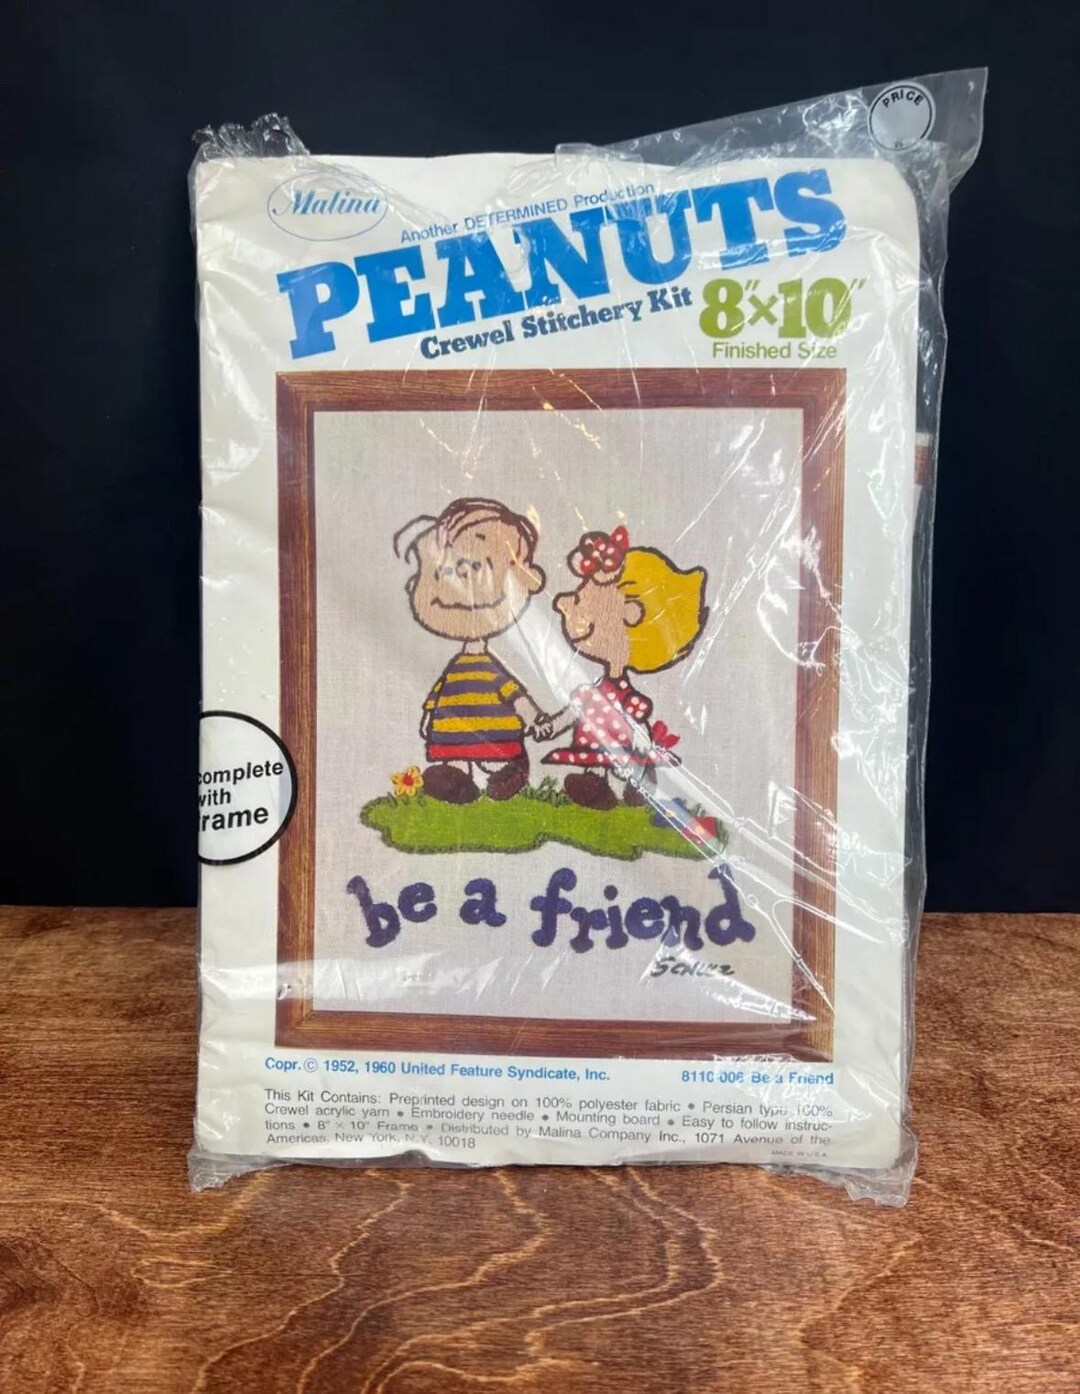 PRICE
Malina
Another DETERMINED Production
PEANUTS
Crewel Stitchery Kit
8"x10"
Finished Size
complete
with
frame
be a friend
SCHULZ
Copr. © 1952, 1960 United Feature Syndicate, Inc.
8110-006 Be a Friend
This Kit Contains: Preprinted design on 100% polyester fabric • Persian type 100%
Crewel acrylic yarn • Embroidery needle • Mounting board • Easy to follow instruc-
tions • 8" x 10" Frame • Distributed by Malina Company Inc., 1071 Avenue of the
Americas, New York, N.Y. 10018
MADE IN U.S.A.